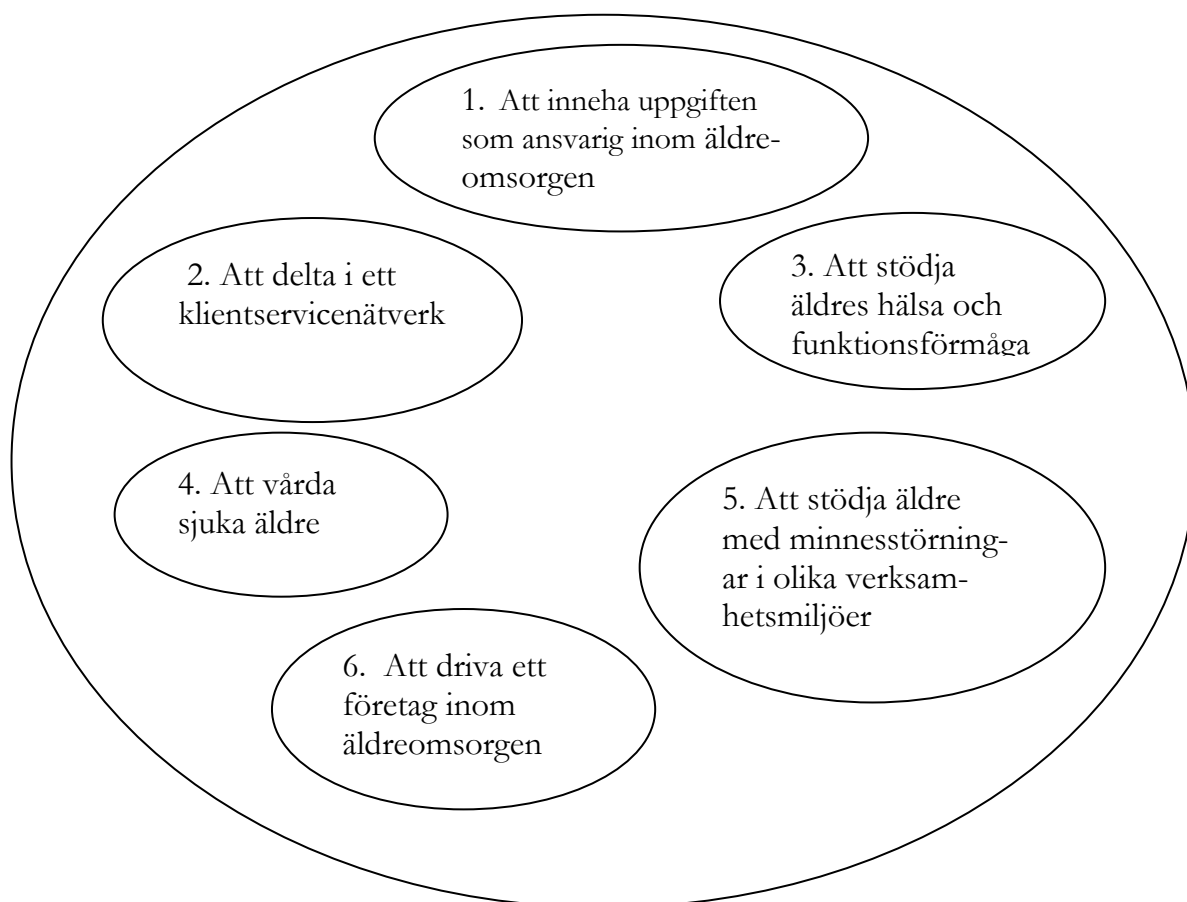 1. Att inneha uppgiften
som ansvarig inom äldre-
omsorgen
2. Att delta i ett
klientservicenätverk
3. Att stödja
äldres hälsa och
funktionsförmåga
4. Att vårda
sjuka äldre
5. Att stödja äldre
med minnesstörning-
ar i olika verksam-
hetsmiljöer
6. Att driva ett
företag inom
äldreomsorgen